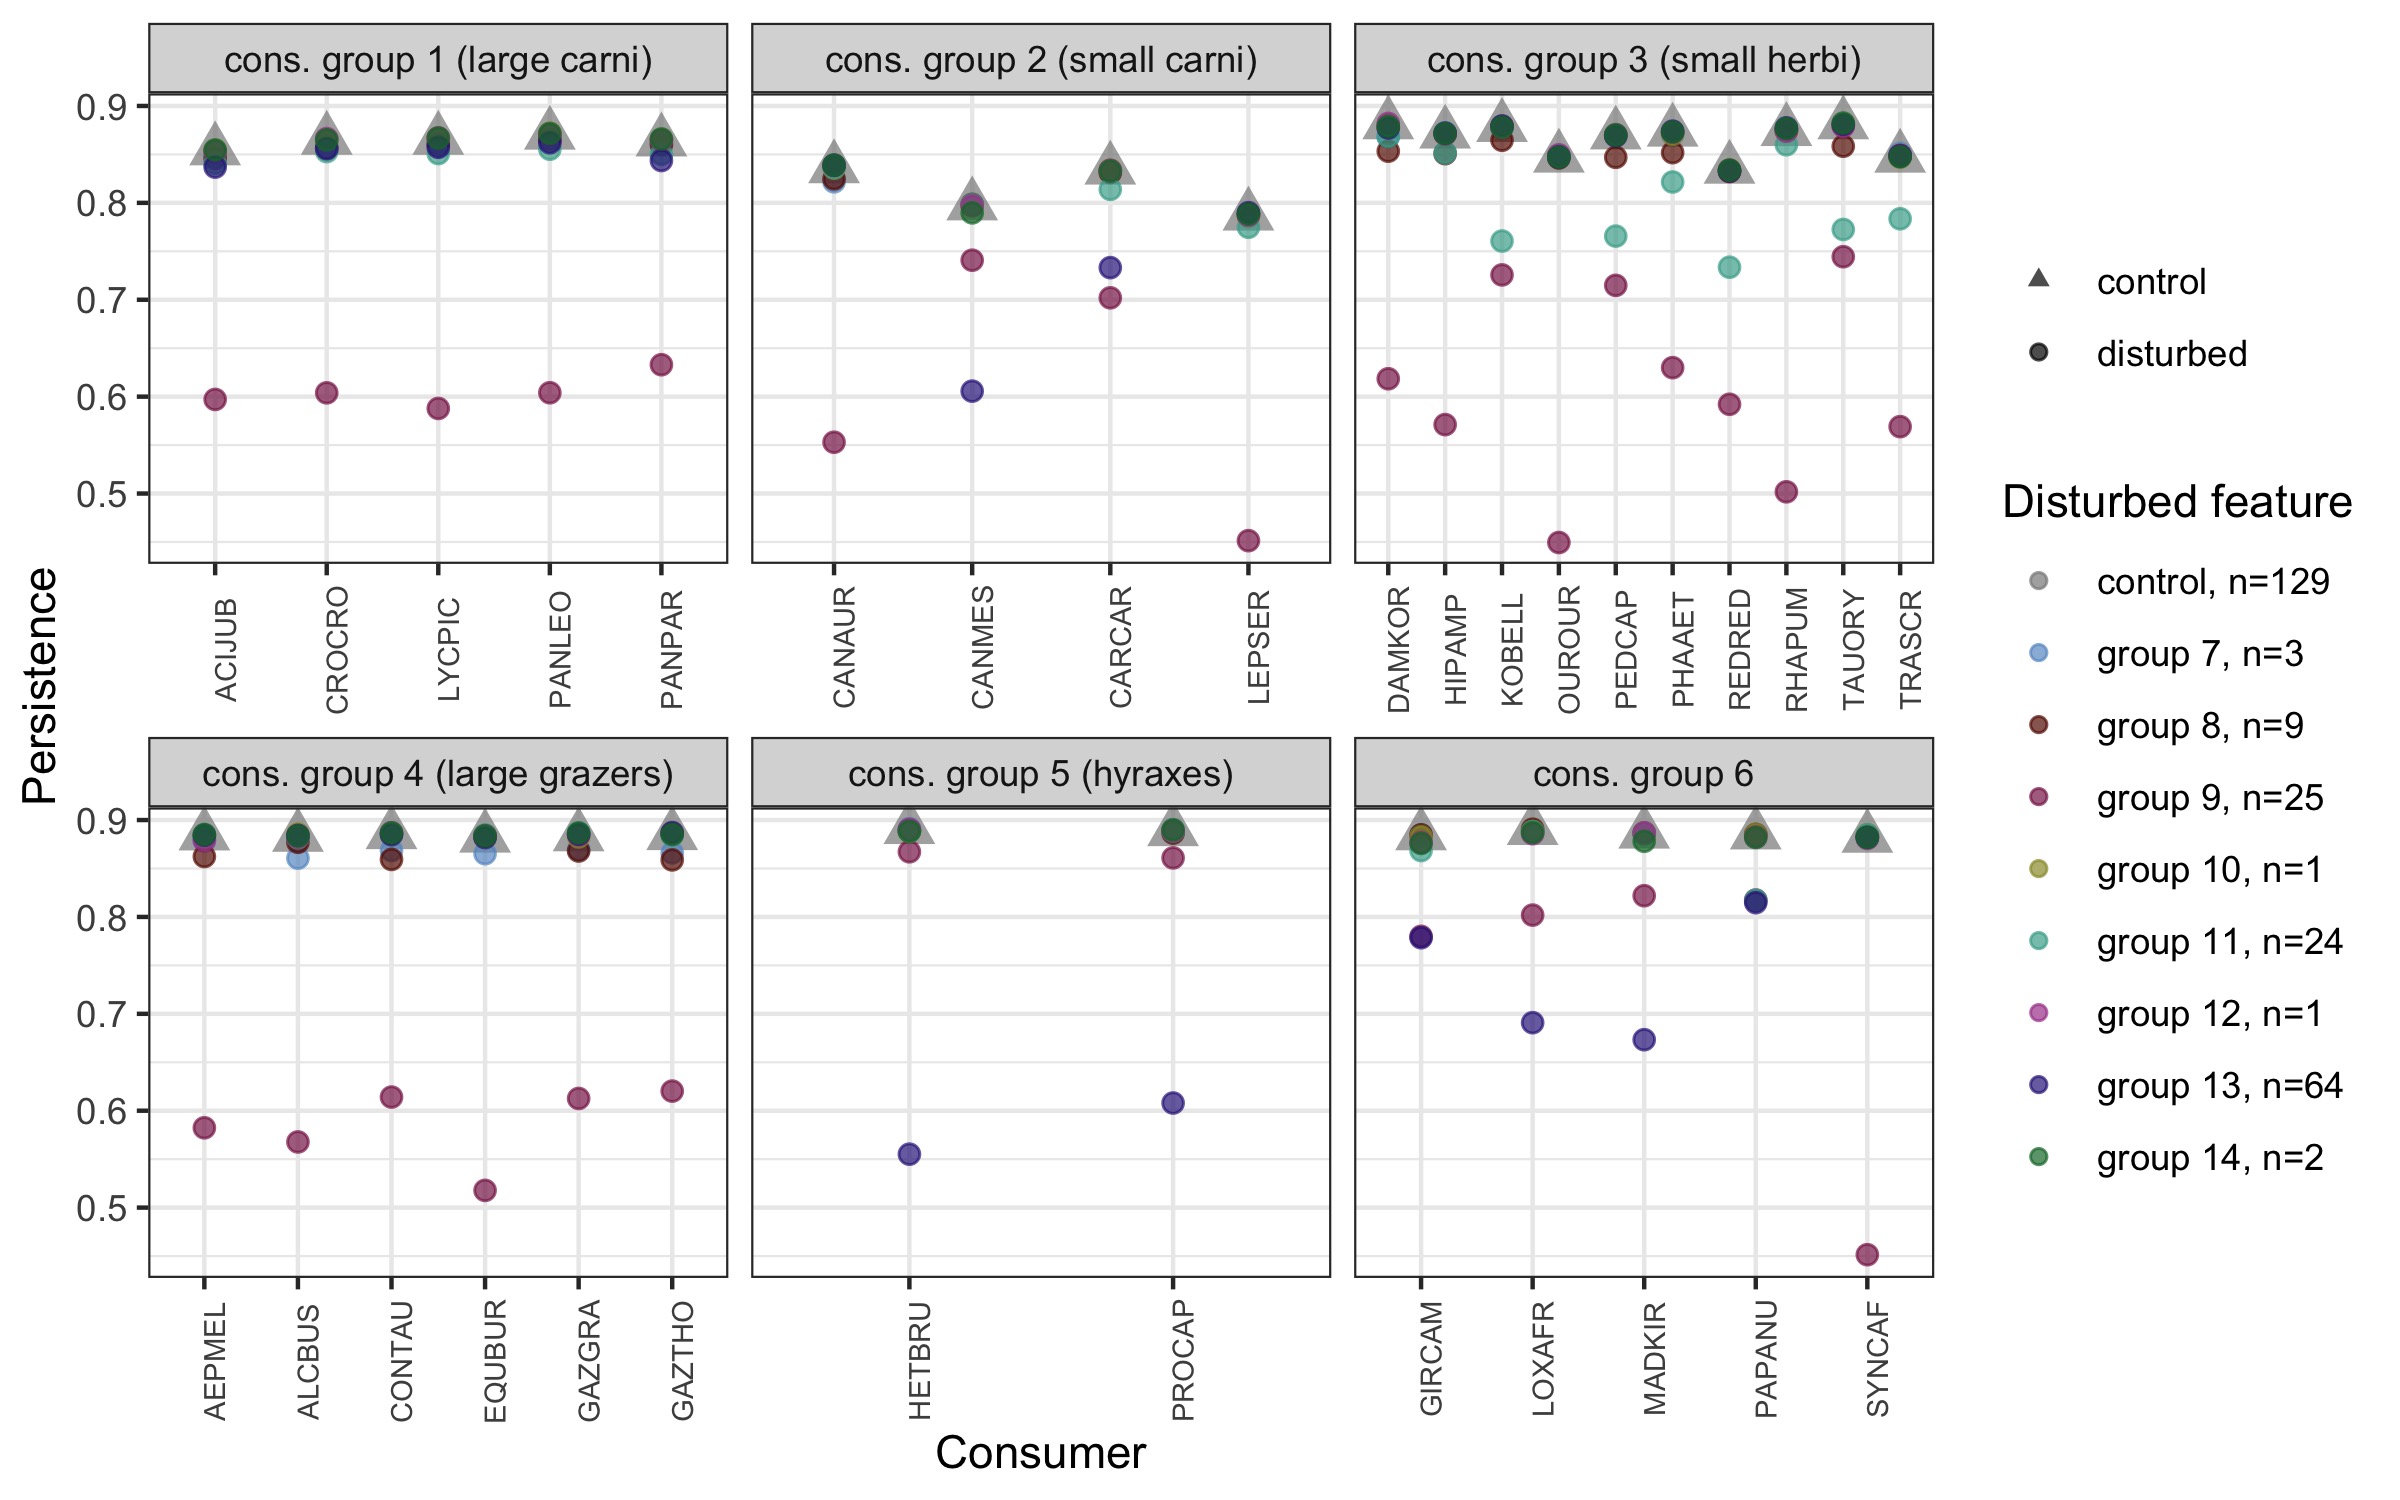 cons. group 1 (large carni)
cons. group 2 (small carni)
cons. group 3 (small herbi)
0.9
0.8
0.7
0.6
0.5
ACIJUB
CROCRO
LYCPIC
PANLEO
PANPAR
CANAUR
CANMES
CARCAR
LEPSER
DAMKOR
HIPAMP
KOBELL
OUROUR
PEDCAP
PHAAET
REDRED
RHAPUM
TAUORY
TRASCR
Persistence
cons. group 4 (large grazers)
cons. group 5 (hyraxes)
cons. group 6
0.9
0.8
0.7
0.6
0.5
AEPMEL
ALCBUS
CONTAU
EQUBUR
GAZGRA
GAZTHO
HETBRU
PROCAP
GIRCAM
LOXAFR
MADKIR
PAPANU
SYNCAF
Consumer
control
disturbed
Disturbed feature
control, n=129
group 7, n=3
group 8, n=9
group 9, n=25
group 10, n=1
group 11, n=24
group 12, n=1
group 13, n=64
group 14, n=2